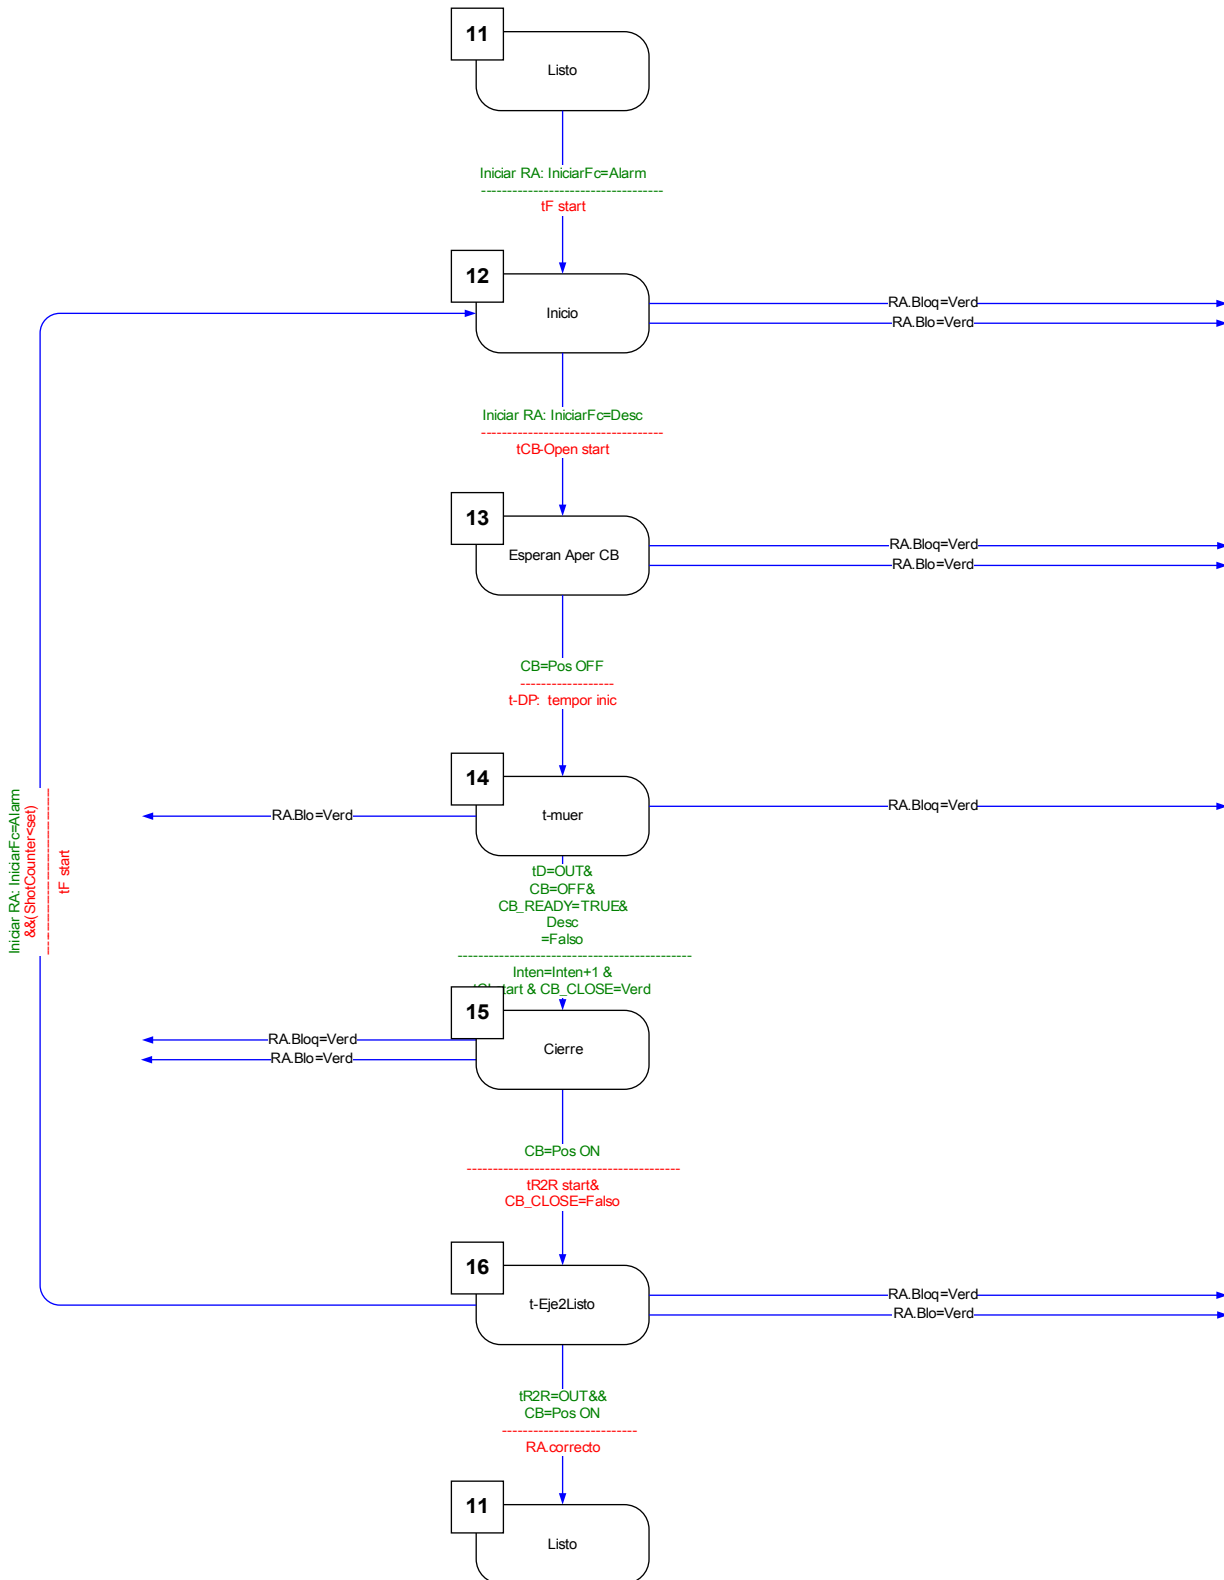 11
Listo
Iniciar RA: IniciarFc=Alarm
tF start
12
Inicio
RA.Bloq=Verd
RA.Blo=Verd
Iniciar RA: IniciarFc=Desc
tCB-Open start
13
Esperan Aper CB
RA.Bloq=Verd
RA.Blo=Verd
CB=Pos OFF
t-DP: tempor inic
14
t-muer
RA.Blo=Verd
RA.Bloq=Verd
Iniciar RA: IniciarFc=Alarm
&&(ShotCounter<set)
tF start
tD=OUT&
CB=OFF&
CB_READY=TRUE&
Desc
=Falso
Inten=Inten+1 &
start & CB_CLOSE=Verd
15
Cierre
RA.Bloq=Verd
RA.Blo=Verd
CB=Pos ON
tR2R start&
CB_CLOSE=Falso
16
t-Eje2Listo
RA.Bloq=Verd
RA.Blo=Verd
tR2R=OUT&&
CB=Pos ON
RA.correcto
11
Listo